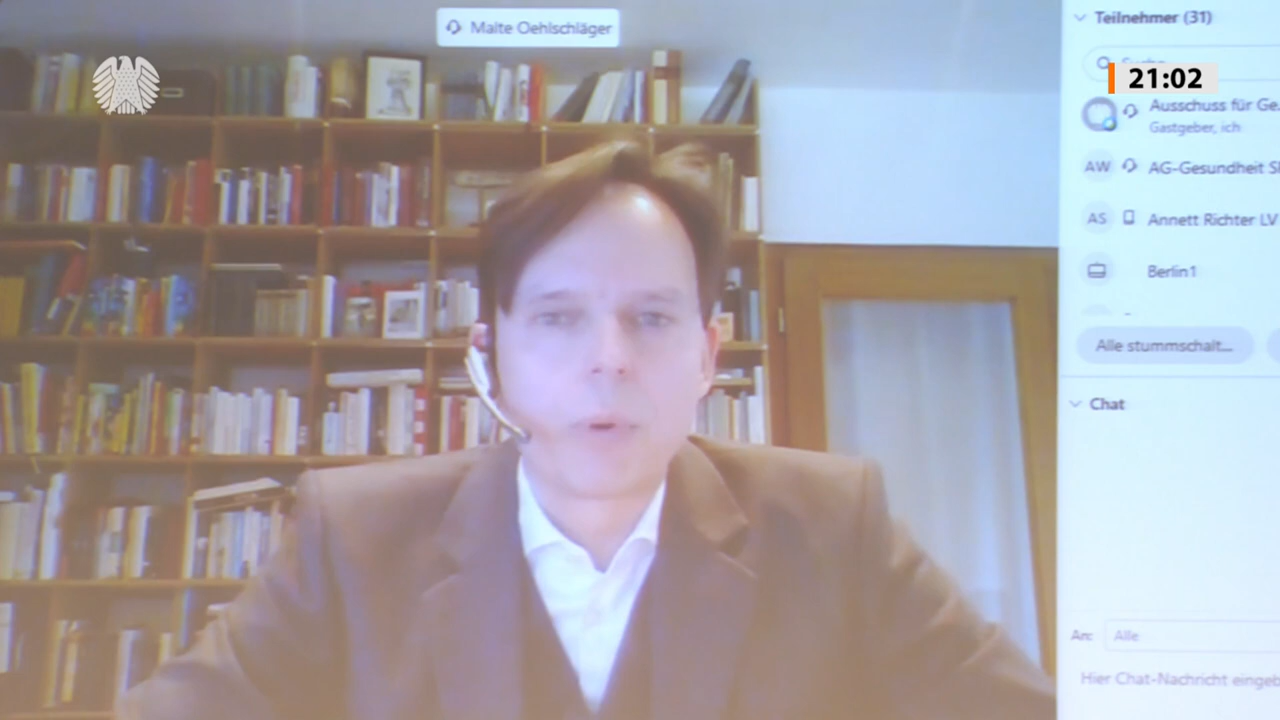 Malte Oehlschläger
Teilnehmer (31)
21:02
Ausschuss für Ge...
Gastgeber, ich
AW AG-Gesundheit
AS Annett Richter LV
Berlin1
Alle stummschalt...
Chat
An: Alle
Hier Chat-Nachricht eingeb